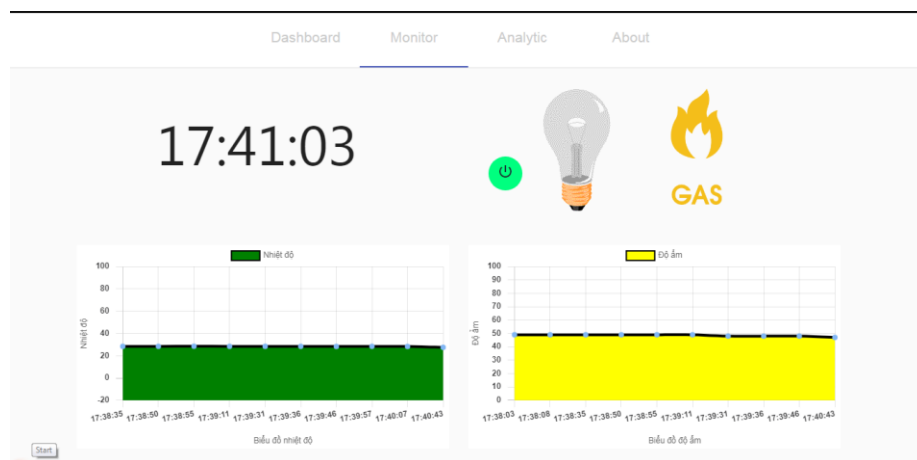 Dashboard Monitor Analytic About
17:41:03
GAS
Nhiệt độ
100
80
60
40
20
0
-20
Nhiệt độ
17:38:35 17:38:50 17:38:55 17:39:11 17:39:31 17:39:36 17:39:46 17:39:57 17:40:07 17:40:43
Biểu đồ nhiệt độ
Độ ẩm
100
90
80
70
60
50
40
30
20
10
0
Độ ẩm
17:38:03 17:38:08 17:38:35 17:38:50 17:38:55 17:39:11 17:39:31 17:39:36 17:39:46 17:40:43
Biểu đồ độ ẩm
Start